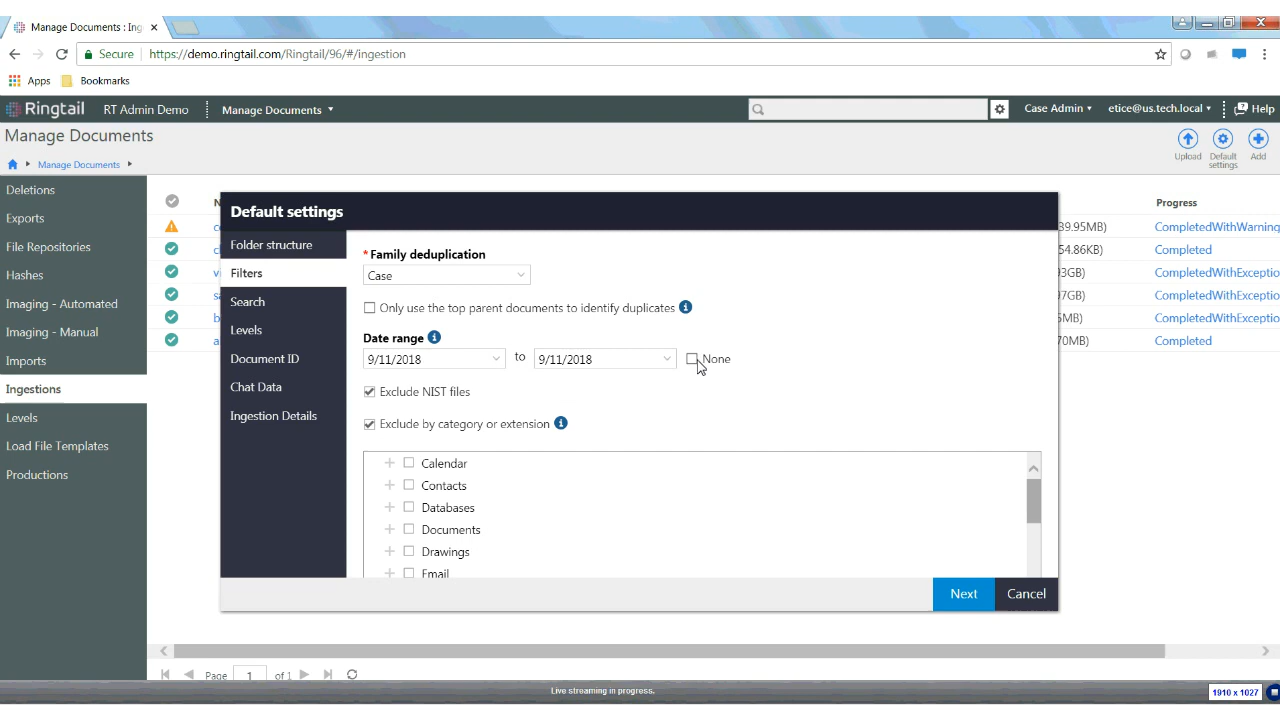 Manage Documents : Ing
Secure
https://demo.ringtail.com/Ringtail/96/#/ingestion
Apps
Bookmarks
Ringtail
RT Admin Demo
Manage Documents
Case Admin
etice@us.tech.local
Help
Manage Documents
Manage Documents
Upload
Default settings
Add
Deletions
Exports
File Repositories
Hashes
Imaging - Automated
Imaging - Manual
Imports
Ingestions
Levels
Load File Templates
Productions
Progress
39.95MB)
CompletedWithWarning
54.86KB)
Completed
CompletedWithExceptio
CompletedWithExceptio
CompletedWithExceptio
70MB)
Completed
Default settings
Folder structure
Filters
Search
Levels
Document ID
Chat Data
Ingestion Details
*Family deduplication
Case
Only use the top parent documents to identify duplicates
Date range
9/11/2018
to
9/11/2018
None
Exclude NIST files
Exclude by category or extension
Calendar
Contacts
Databases
Documents
Drawings
Email
Next
Cancel
Page 1 of 1
Live streaming in progress.
1910 x 1027